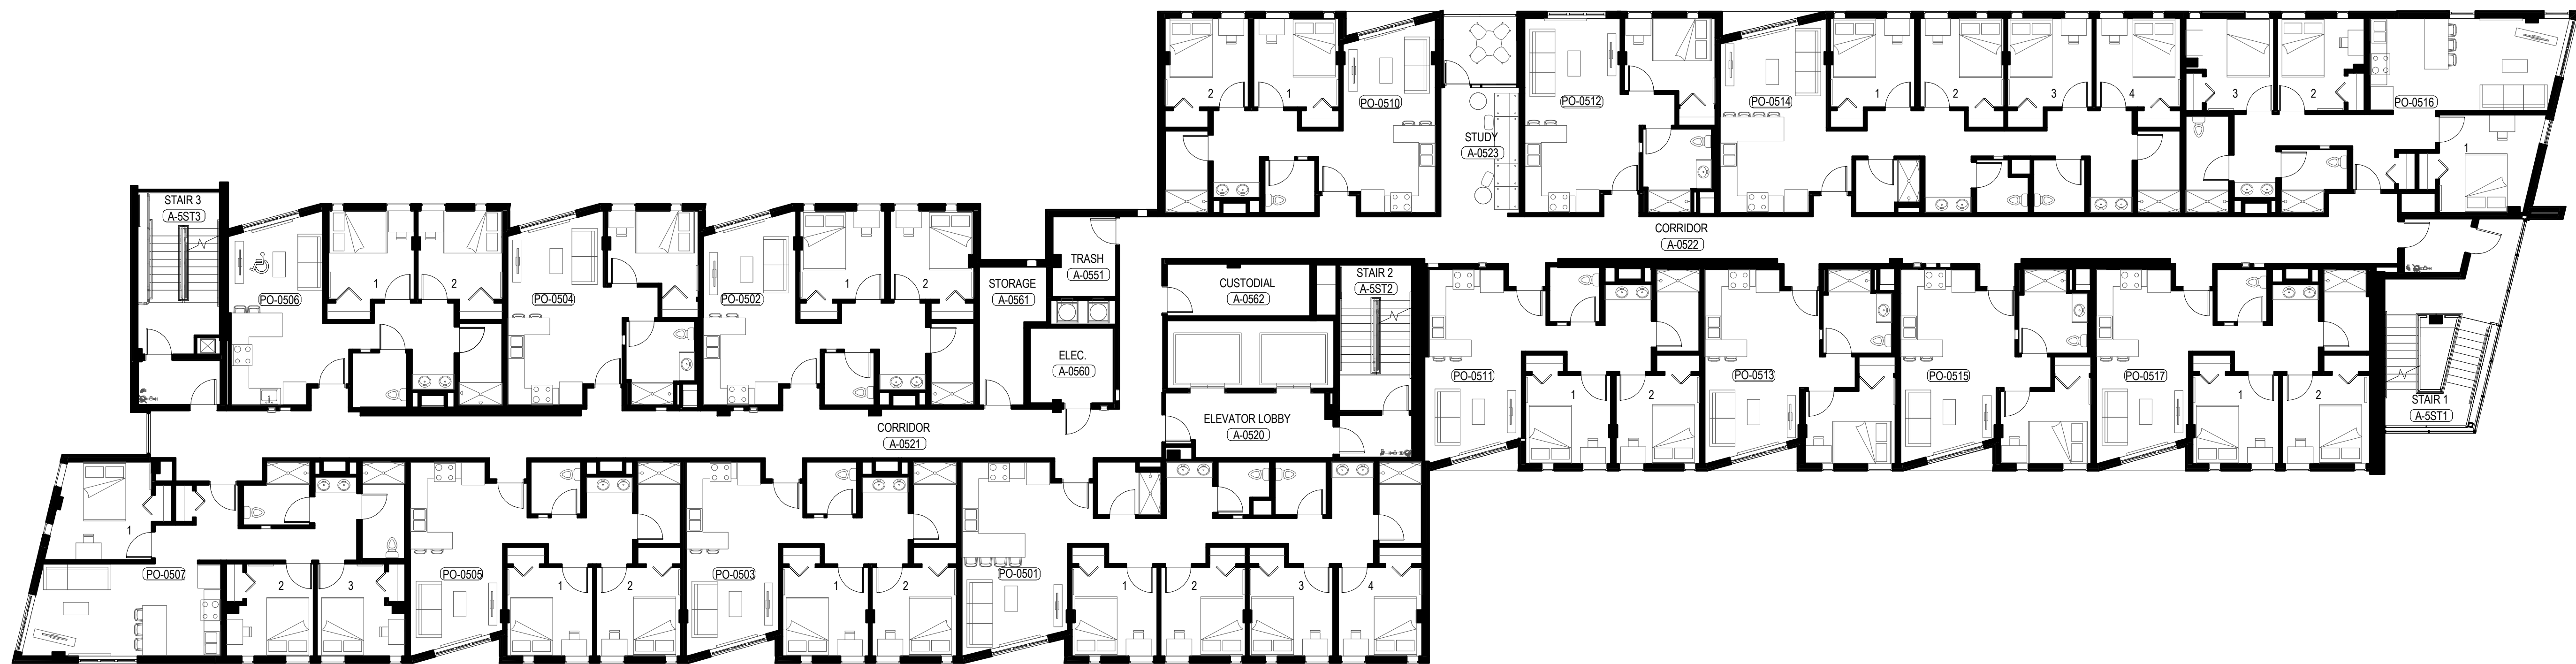 2
1
PO-0510
STUDY
A-0523
PO-0512
PO-0514
1
2
3
4
3
2
PO-0516
1
STAIR 3
A-5ST3
PO-0506
1
2
PO-0504
PO-0502
1
2
STORAGE
A-0561
TRASH
A-0551
ELEC.
A-0560
CUSTODIAL
A-0562
STAIR 2
A-5ST2
CORRIDOR
A-0522
CORRIDOR
A-0521
ELEVATOR LOBBY
A-0520
PO-0511
1
2
PO-0513
PO-0515
PO-0517
1
2
STAIR 1
A-5ST1
1
PO-0507
2
3
PO-0505
1
2
PO-0503
1
2
PO-0501
1
2
3
4